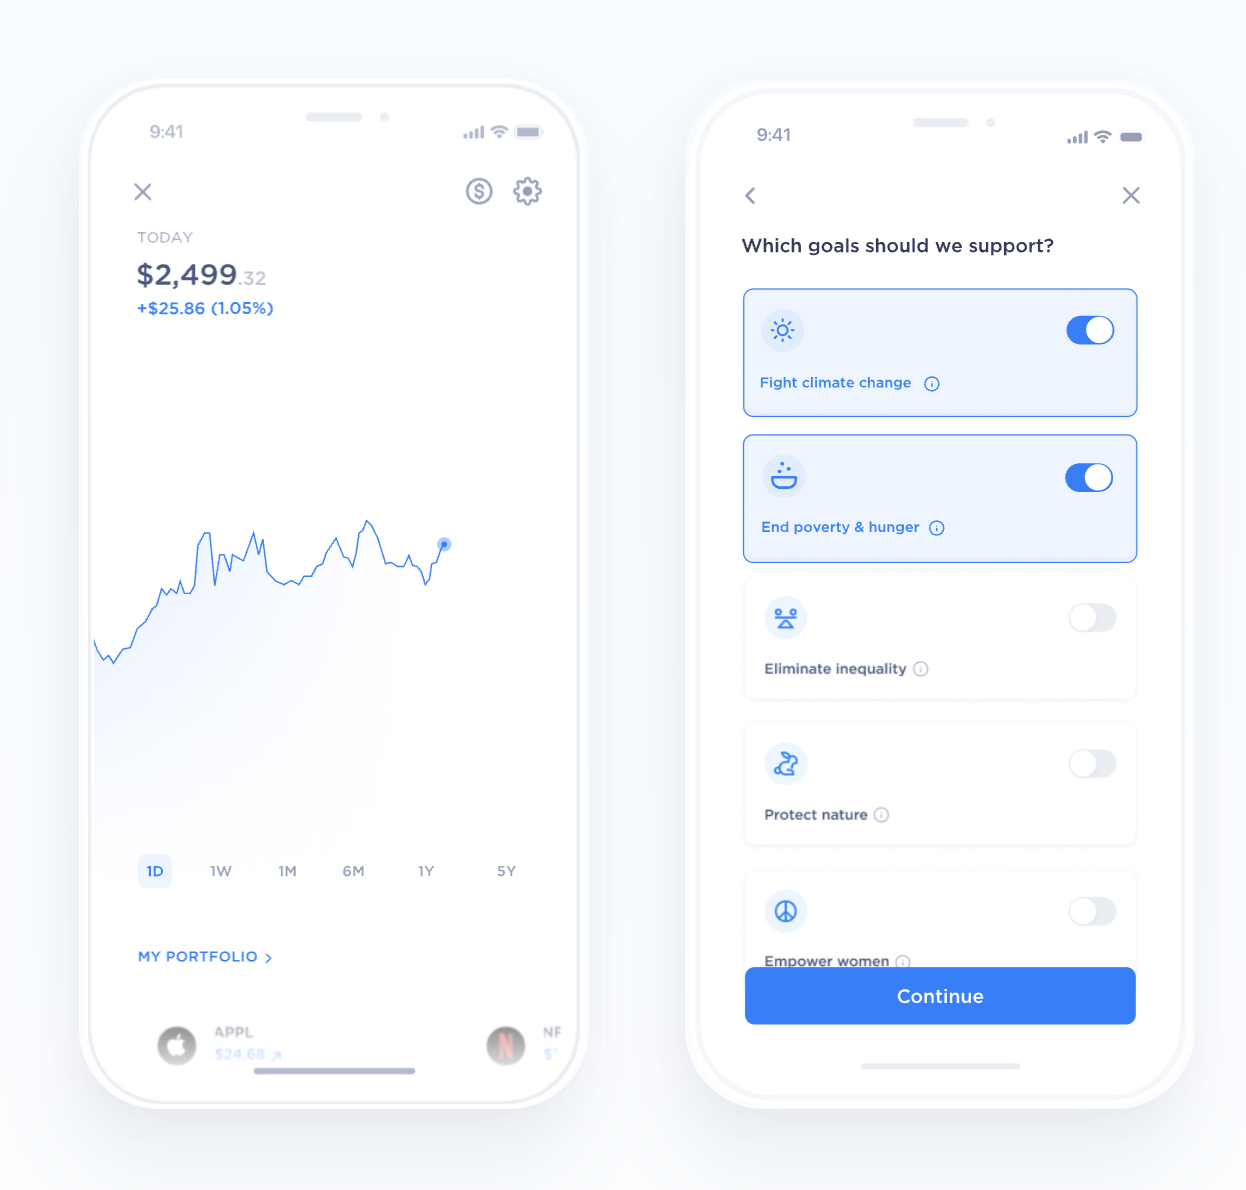 9:41
TODAY
$2,499.32
+$25.86 (1.05%)
1D 1W 1M 6M 1Y 5Y
MY PORTFOLIO
APPL
$24.68
9:41
Which goals should we support?
Fight climate change
End poverty & hunger
Eliminate inequality
Protect nature
Empower women
Continue